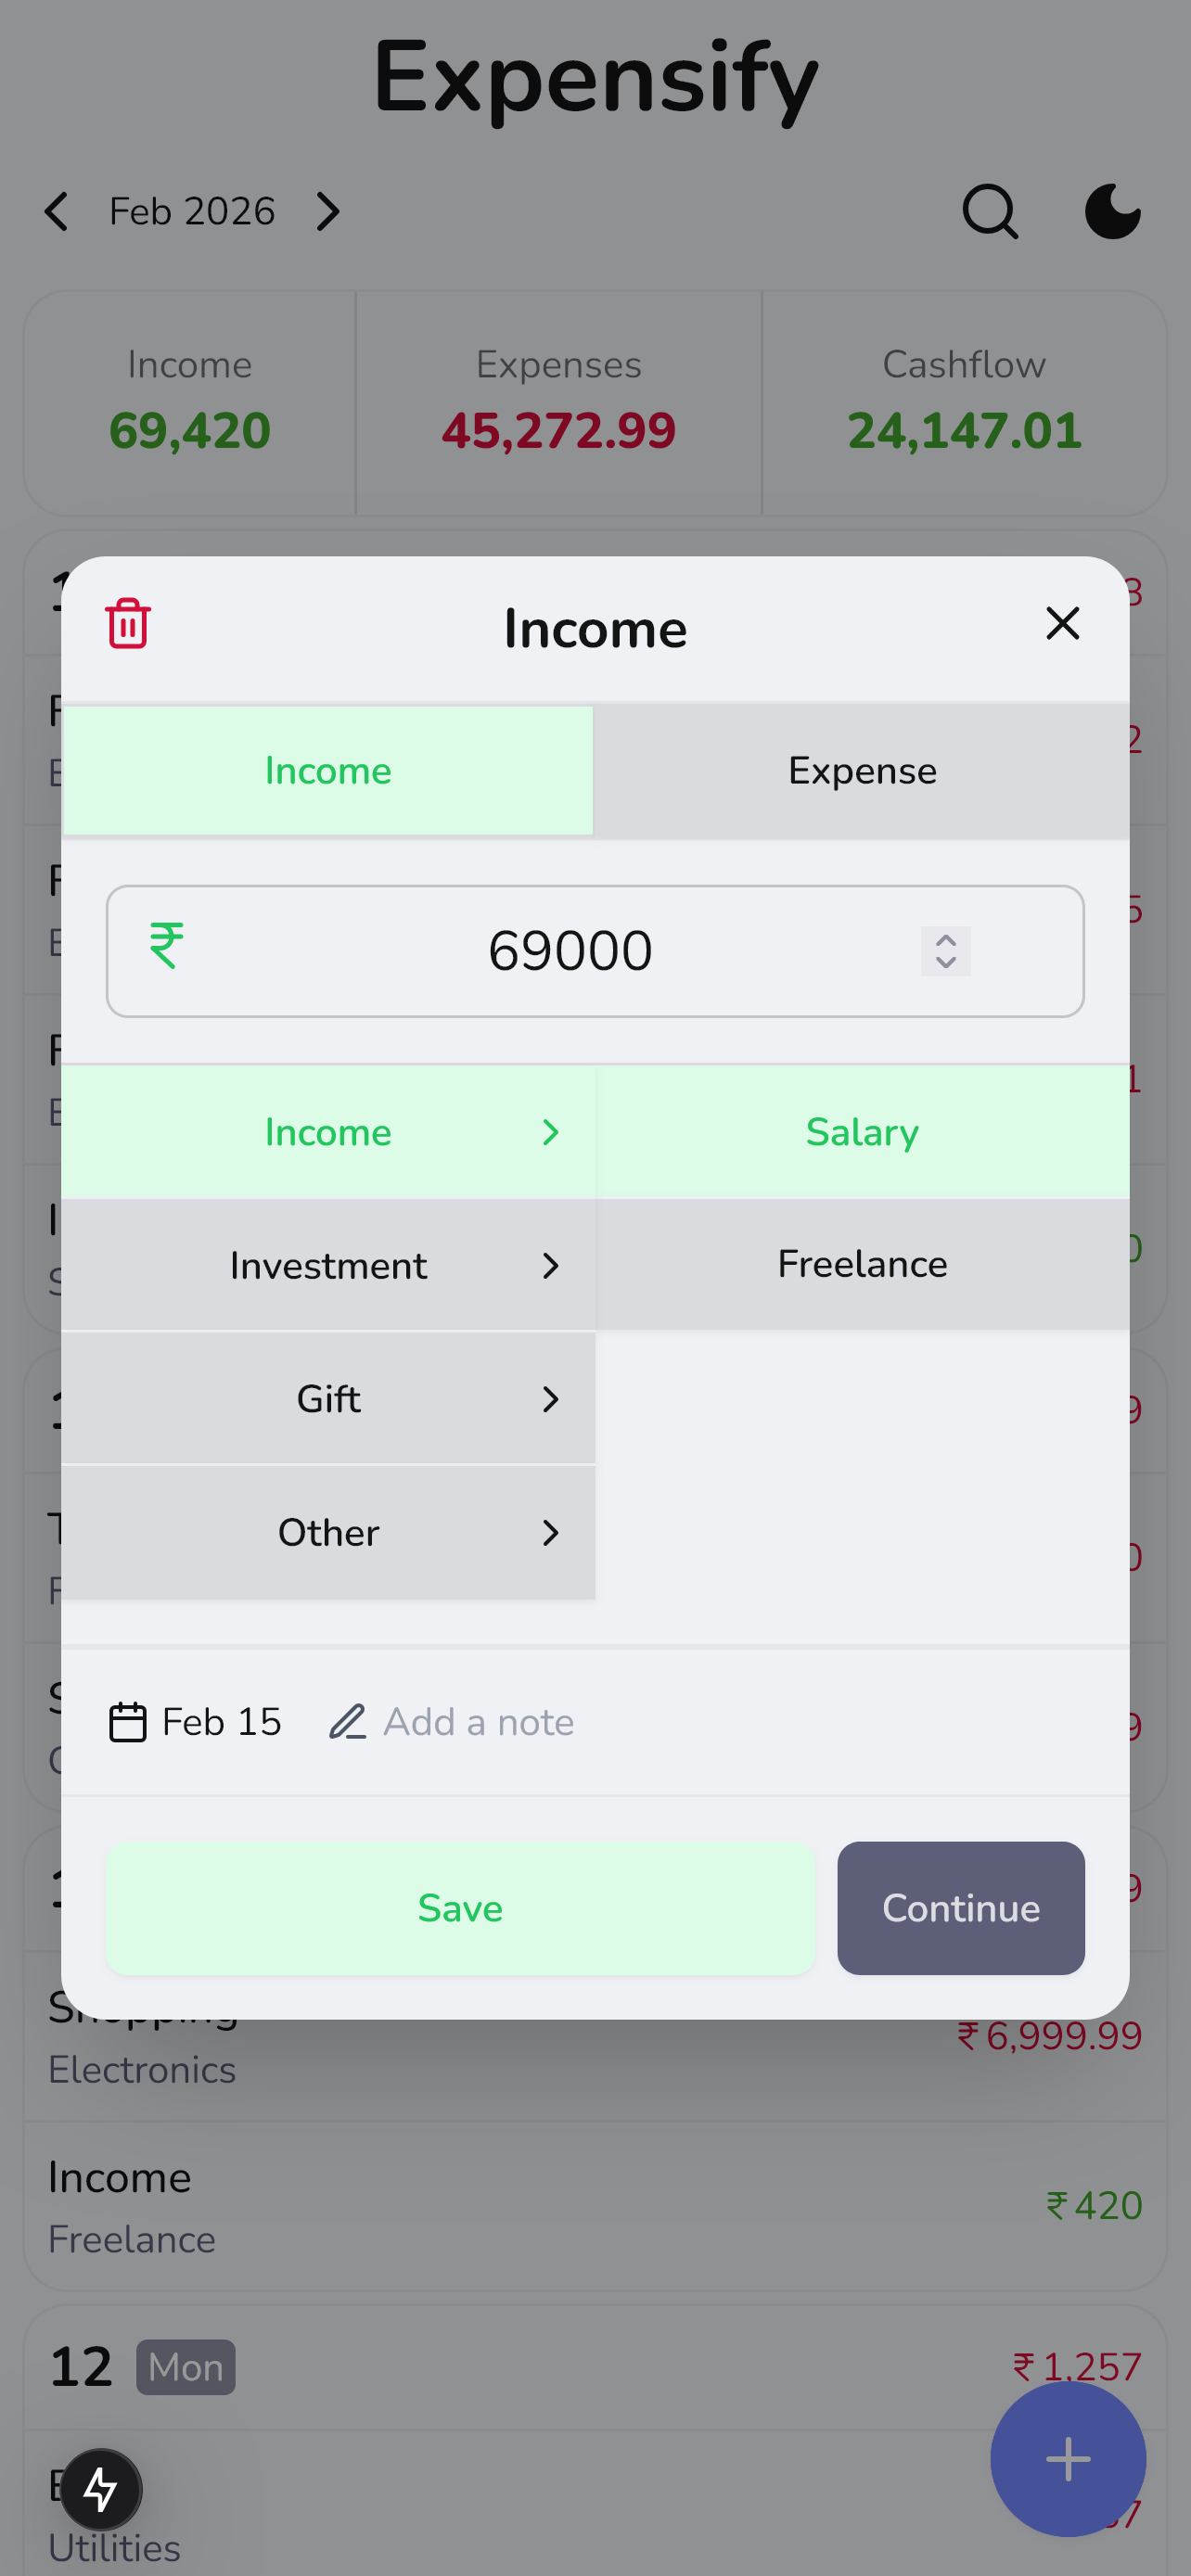 Expensify
Feb 2026
Income Expenses Cashflow
69,420 45,272.99 24,147.01
Income
Income Expense
₹ 69000
Income Salary
Investment Freelance
Gift
Other
Feb 15 Add a note
Save Continue
Shopping ₹ 6,999.99
Electronics
Income ₹ 420
Freelance
12 Mon ₹ 1,257
Utilities